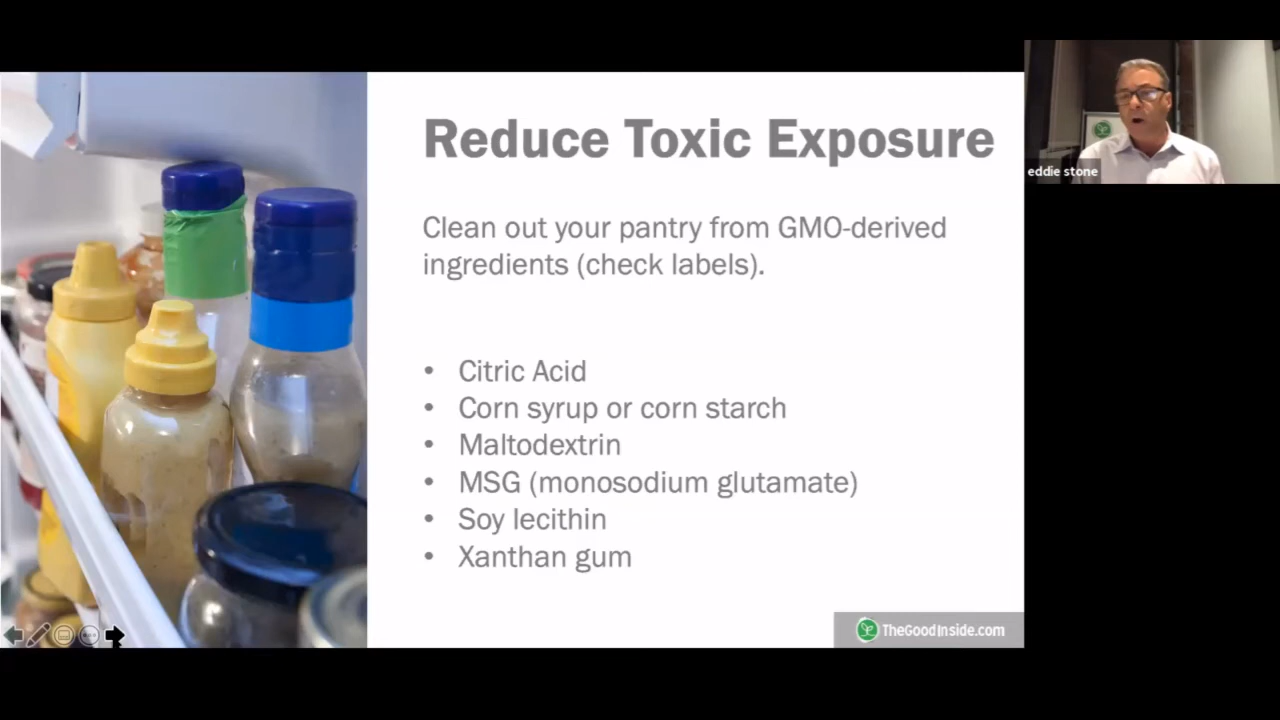 Reduce Toxic Exposure
Clean out your pantry from GMO-derived
ingredients (check labels).
• Citric Acid
• Corn syrup or corn starch
• Maltodextrin
• MSG (monosodium glutamate)
• Soy lecithin
• Xanthan gum
TheGoodInside.com
eddie stone